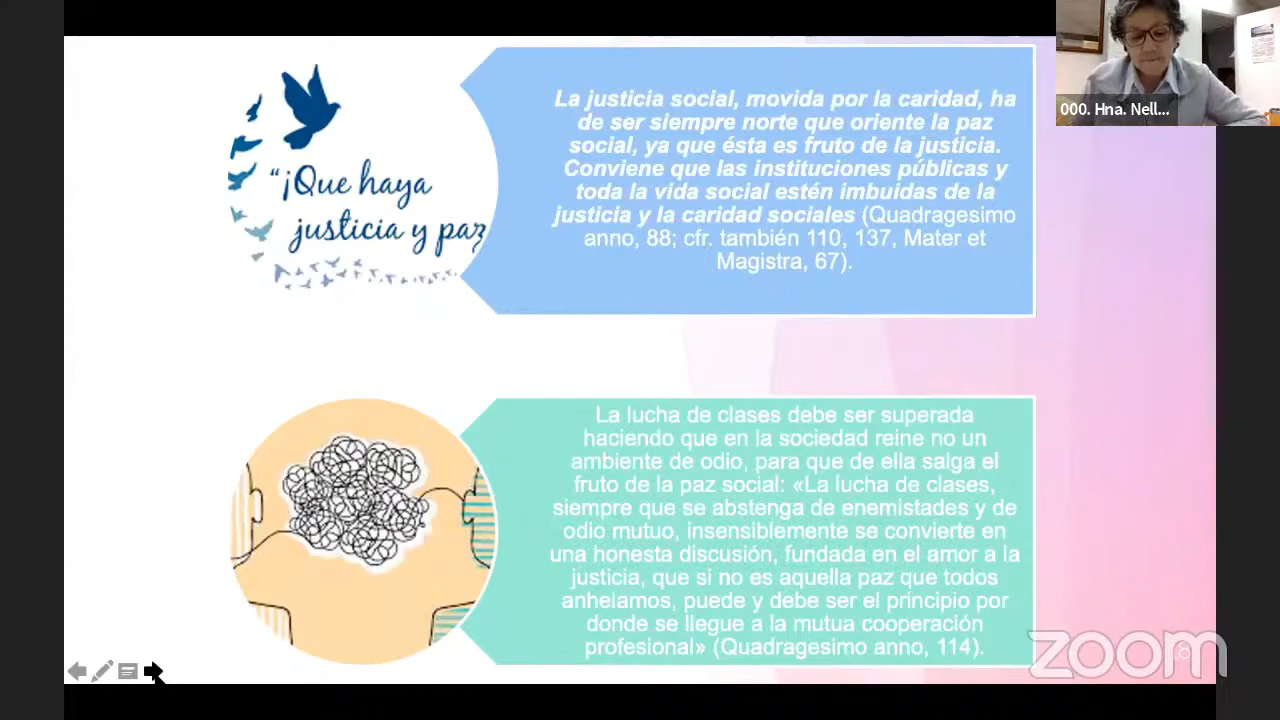 “¡Que haya
justicia y paz
La justicia social, movida por la caridad, ha
de ser siempre norte que oriente la paz
social, ya que ésta es fruto de la justicia.
Conviene que las instituciones públicas y
toda la vida social estén imbuidas de la
justicia y la caridad sociales (Quadragesimo
anno, 88; cfr. también 110, 137, Mater et
Magistra, 67).
000. Hna. Nell...
La lucha de clases debe ser superada
haciendo que en la sociedad reine no un
ambiente de odio, para que de ella salga el
fruto de la paz social: «La lucha de clases,
siempre que se abstenga de enemistades y de
odio mutuo, insensiblemente se convierte en
una honesta discusión, fundada en el amor a la
justicia, que si no es aquella paz que todos
anhelamos, puede y debe ser el principio por
donde se llegue a la mutua cooperación
profesional» (Quadragesimo anno, 114).
zoom